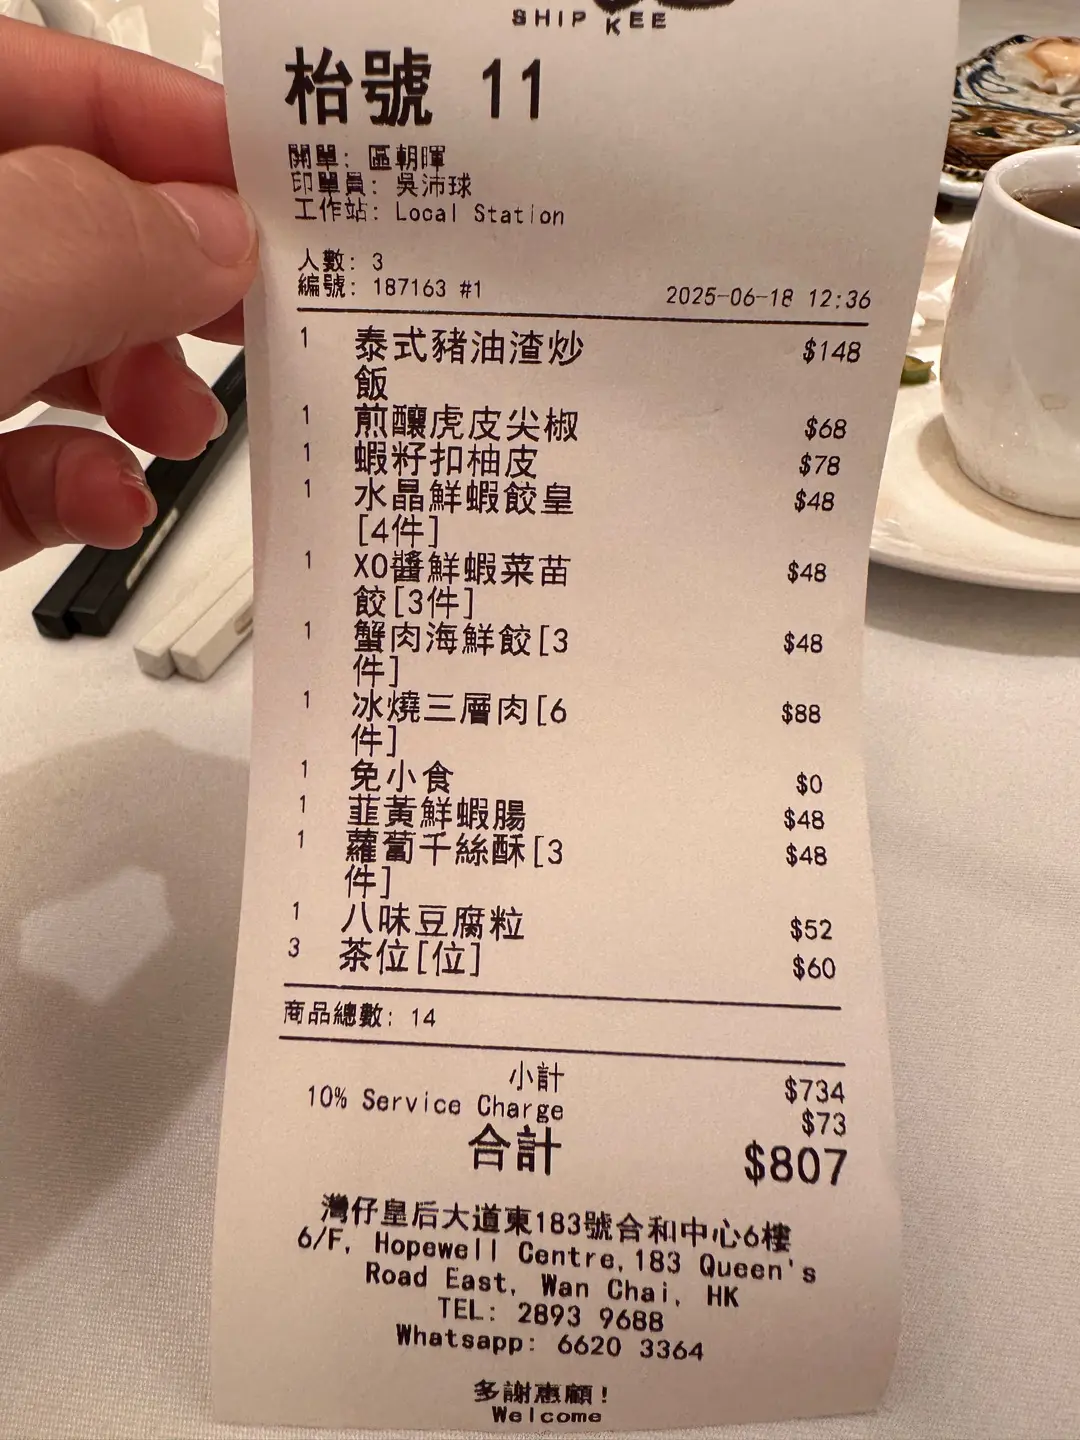 SHIP KEE
枱號 11
開單: 區朝暉
印單員: 吳沛球
工作站: Local Station
人數: 3
編號: 187163 #1 2025-06-18 12:36
1 泰式豬油渣炒 $148
飯
1 煎釀虎皮尖椒 $68
1 蝦籽扣柚皮 $78
1 水晶鮮蝦餃皇 $48
[4件]
1 XO醬鮮蝦菜苗 $48
餃[3件]
1 蟹肉海鮮餃[3 $48
件]
1 冰燒三層肉[6 $88
件]
1 免小食 $0
1 韮黃鮮蝦腸 $48
1 蘿蔔千絲酥[3 $48
件]
1 八味豆腐粒 $52
3 茶位[位] $60
商品總數: 14
小計 $734
10% Service Charge $73
合計 $807
灣仔皇后大道東183號合和中心6樓
6/F, Hopewell Centre,183 Queen's
Road East, Wan Chai, HK
TEL: 2893 9688
Whatsapp: 6620 3364
多謝惠顧!
Welcome